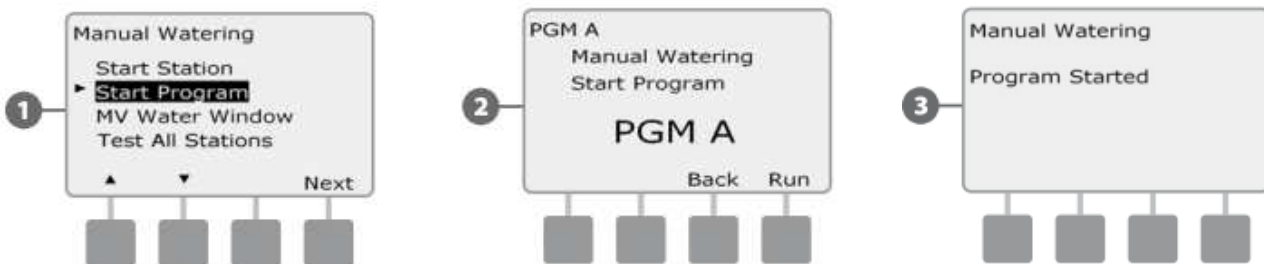 1
Manual Watering
Start Station
Start Program
MV Water Window
Test All Stations
Next
2
PGM A
Manual Watering
Start Program
PGM A
Back Run
3
Manual Watering
Program Started